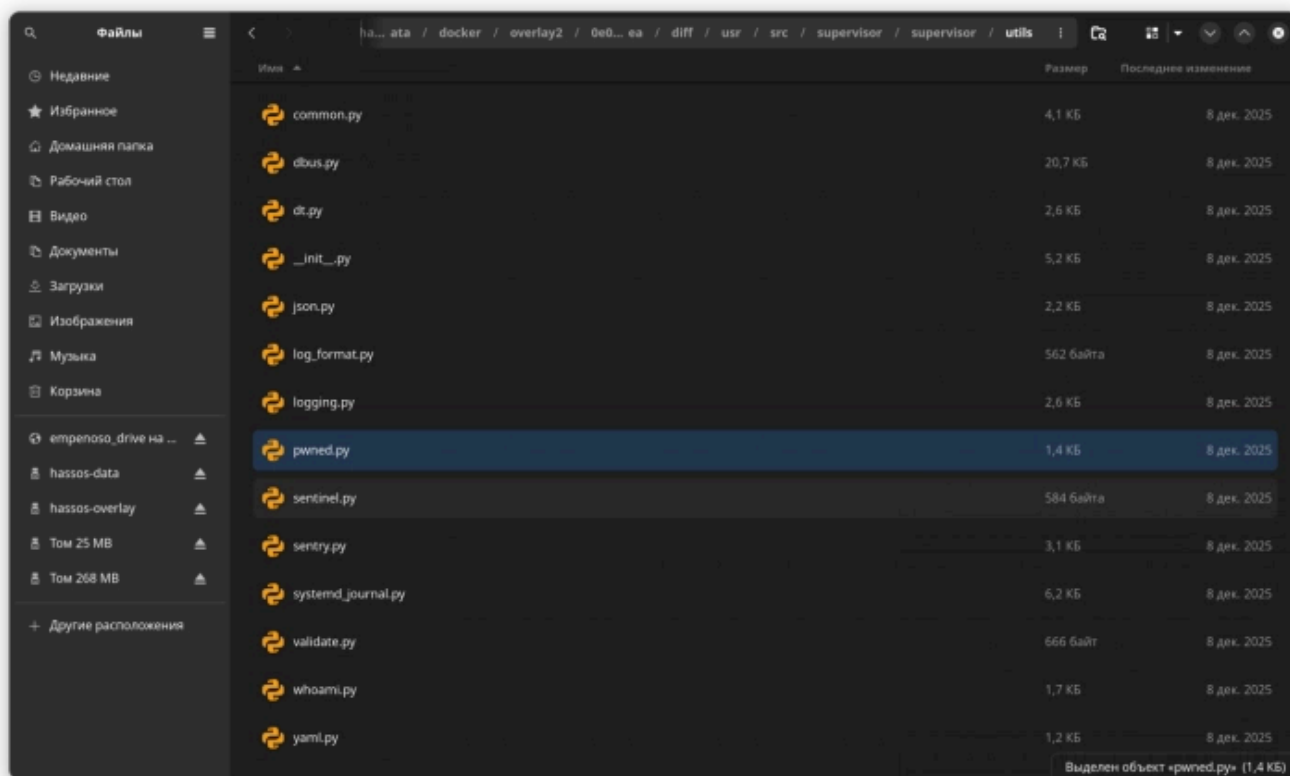 Файлы
ha... ata / docker / overlay2 / 0e0... ea / diff / usr / src / supervisor / supervisor / utils
Имя Размер Последнее изменение
Недавние
Избранное
Домашняя папка
Рабочий стол
Видео
Документы
Загрузки
Изображения
Музыка
Корзина
empenoso_drive на ...
hassos-data
hassos-overlay
Том 25 MB
Том 268 MB
Другие расположения
common.py 4,1 КБ 8 дек. 2025
dbus.py 20,7 КБ 8 дек. 2025
dt.py 2,6 КБ 8 дек. 2025
__init__.py 5,2 КБ 8 дек. 2025
json.py 2,2 КБ 8 дек. 2025
log_format.py 562 байта 8 дек. 2025
logging.py 2,6 КБ 8 дек. 2025
pwned.py 1,4 КБ 8 дек. 2025
sentinel.py 584 байта 8 дек. 2025
sentry.py 3,1 КБ 8 дек. 2025
systemd_journal.py 6,2 КБ 8 дек. 2025
validate.py 666 байт 8 дек. 2025
whoami.py 1,7 КБ 8 дек. 2025
yaml.py 1,2 КБ 8 дек. 2025
Выделен объект «pwned.py» (1,4 КБ)